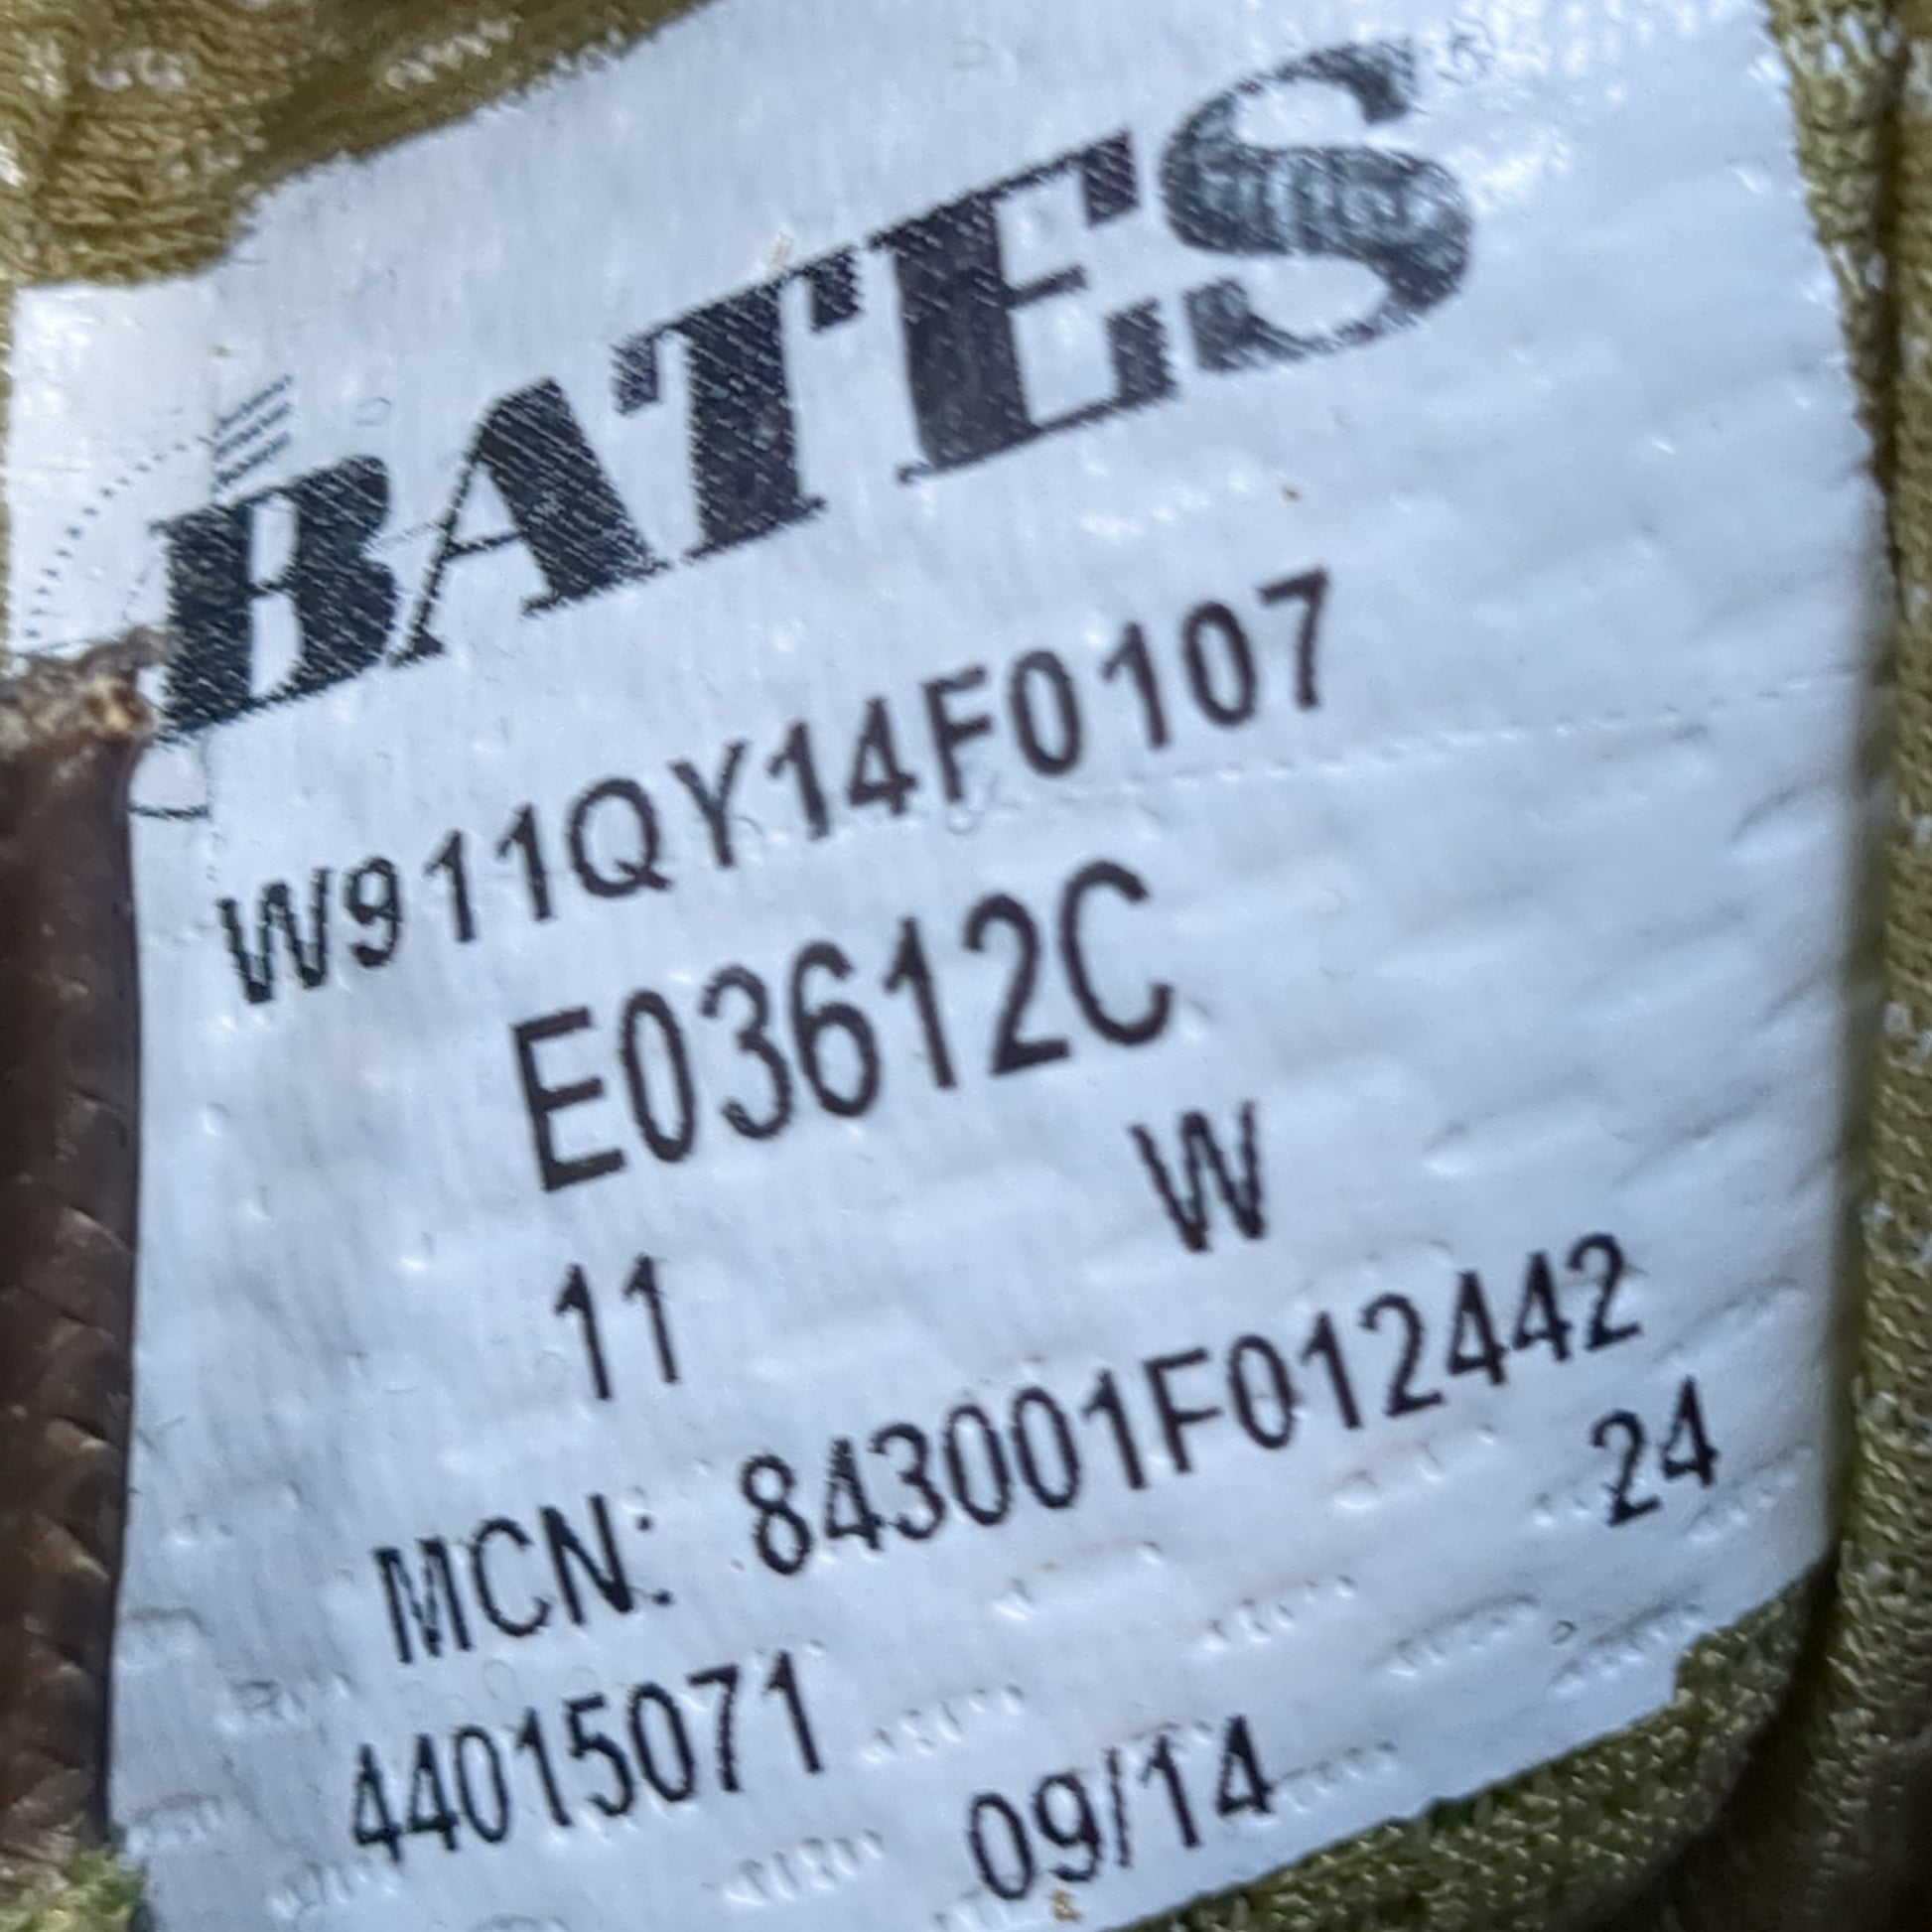 BATES
W911QY14F0107
E03612C
11 W
MCN: 843001F012442
24
44015071
09/14